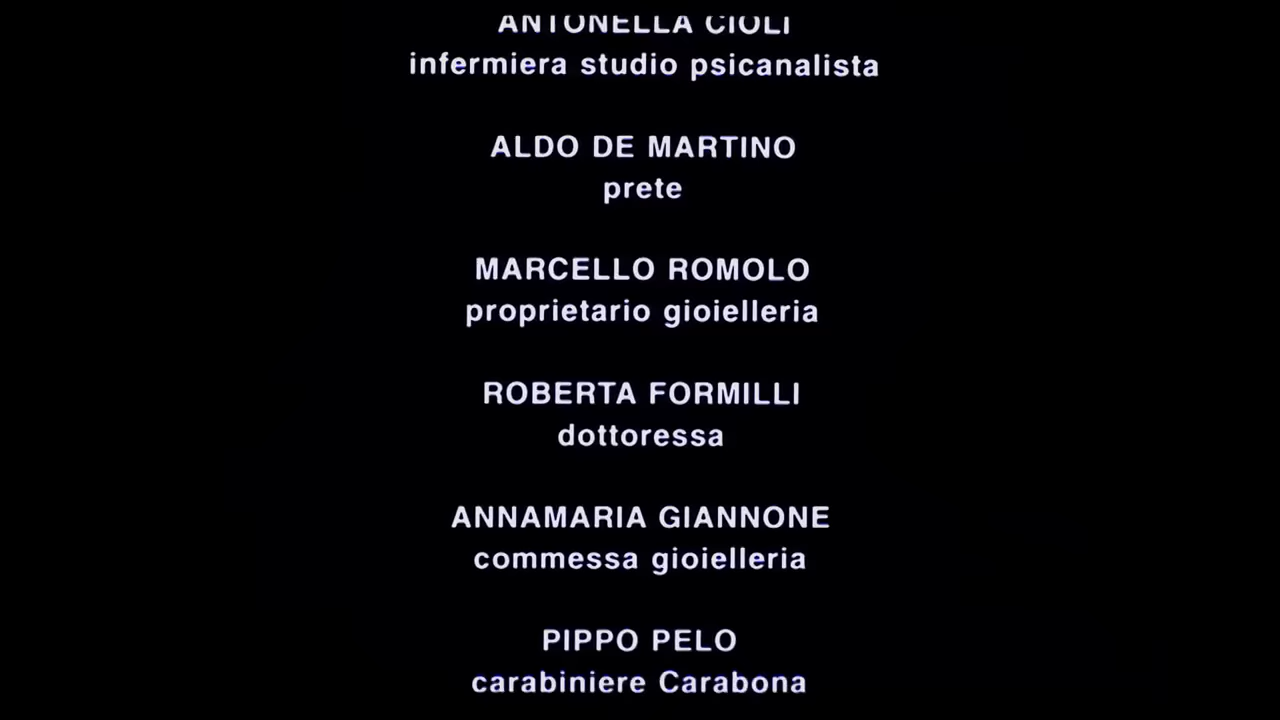 ANTONELLA CIOLI
infermiera studio psicanalista
ALDO DE MARTINO
prete
MARCELLO ROMOLO
proprietario gioielleria
ROBERTA FORMILLI
dottoressa
ANNAMARIA GIANNONE
commessa gioielleria
PIPPO PELO
carabiniere Carabona